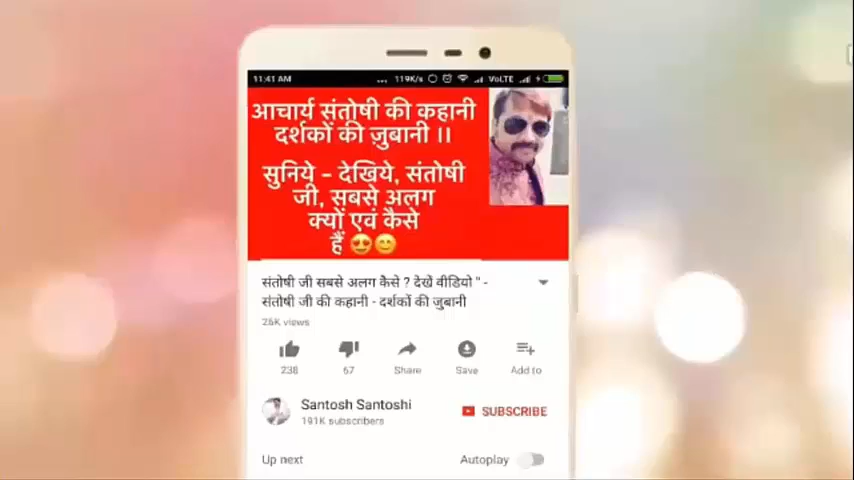 11:41 AM ... 119K/s VoLTE
आचार्य संतोषी की कहानी
दर्शकों की ज़ुबानी ।।
सुनिये - देखिये, संतोषी
जी, सबसे अलग
क्यों एवं कैसे
हैं 😍😊
संतोषी जी सबसे अलग कैसे ? देखें वीडियो " -
संतोषी जी की कहानी - दर्शकों की जुबानी
26K views
238 67 Share Save Add to
Santosh Santoshi
191K subscribers
SUBSCRIBE
Up next Autoplay